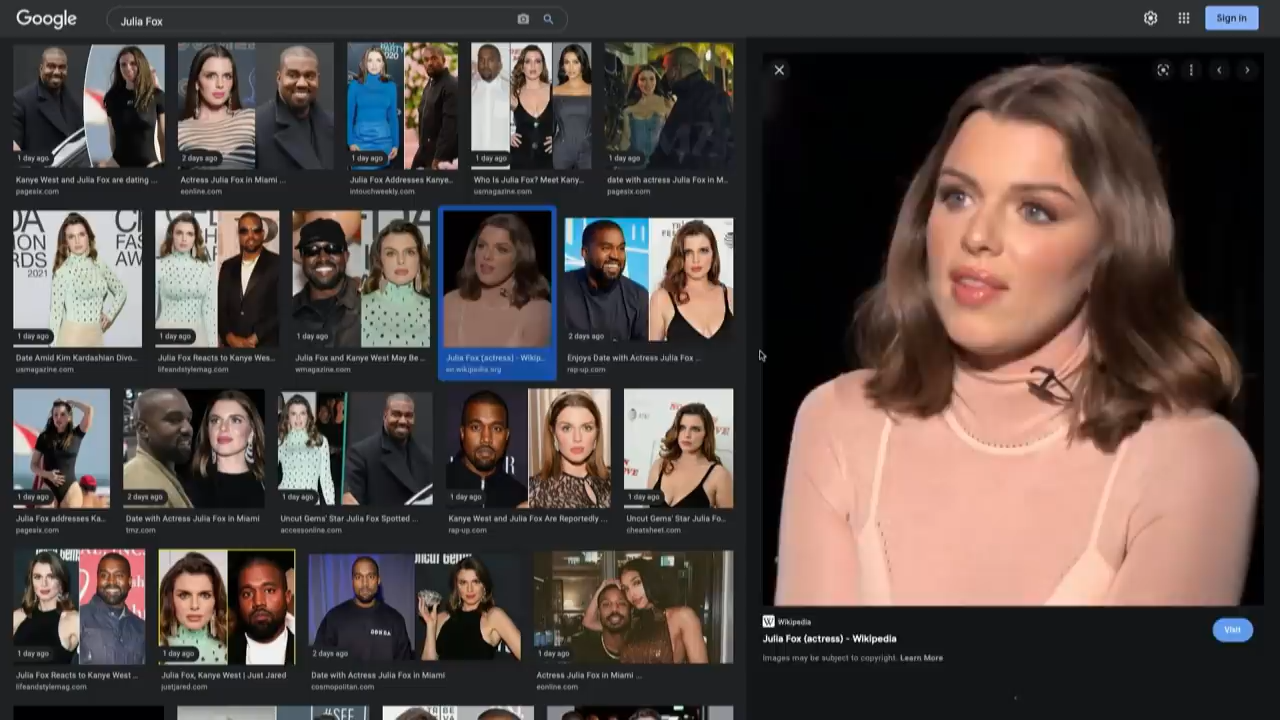 Google
Julia Fox
Sign in
1 day ago
2 days ago
1 day ago
1 day ago
1 day ago
Kanye West and Julia Fox are dating ...
Actress Julia Fox in Miami ...
Julia Fox Addresses Kanye...
Who Is Julia Fox? Meet Kany...
date with actress Julia Fox in M...
pagesix.com
eonline.com
intouchweekly.com
usmagazine.com
pagesix.com
RDS
2021
FAS
AW
1 day ago
1 day ago
1 day ago
2 days ago
Date Amid Kim Kardashian Divo...
Julia Fox Reacts to Kanye Wes...
Julia Fox and Kanye West May Be ...
Julia Fox (actress) - Wikip...
Enjoys Date with Actress Julia Fox ...
usmagazine.com
lifeandstylemag.com
wmagazine.com
en.wikipedia.org
rap-up.com
1 day ago
2 days ago
1 day ago
1 day ago
1 day ago
Julia Fox addresses Ka...
Date with Actress Julia Fox in Miami
Uncut Gems' Star Julia Fox Spotted ...
Kanye West and Julia Fox Are Reportedly ...
Uncut Gems' Star Julia Fo...
pagesix.com
tmz.com
accessonline.com
rap-up.com
cheatsheet.com
1 day ago
1 day ago
2 days ago
1 day ago
Julia Fox Reacts to Kanye West ...
Julia Fox, Kanye West | Just Jared
Date with Actress Julia Fox in Miami
Actress Julia Fox in Miami ...
lifeandstylemag.com
justjared.com
cosmopolitan.com
eonline.com
#SEE
W Wikipedia
Julia Fox (actress) - Wikipedia
Visit
Images may be subject to copyright. Learn More